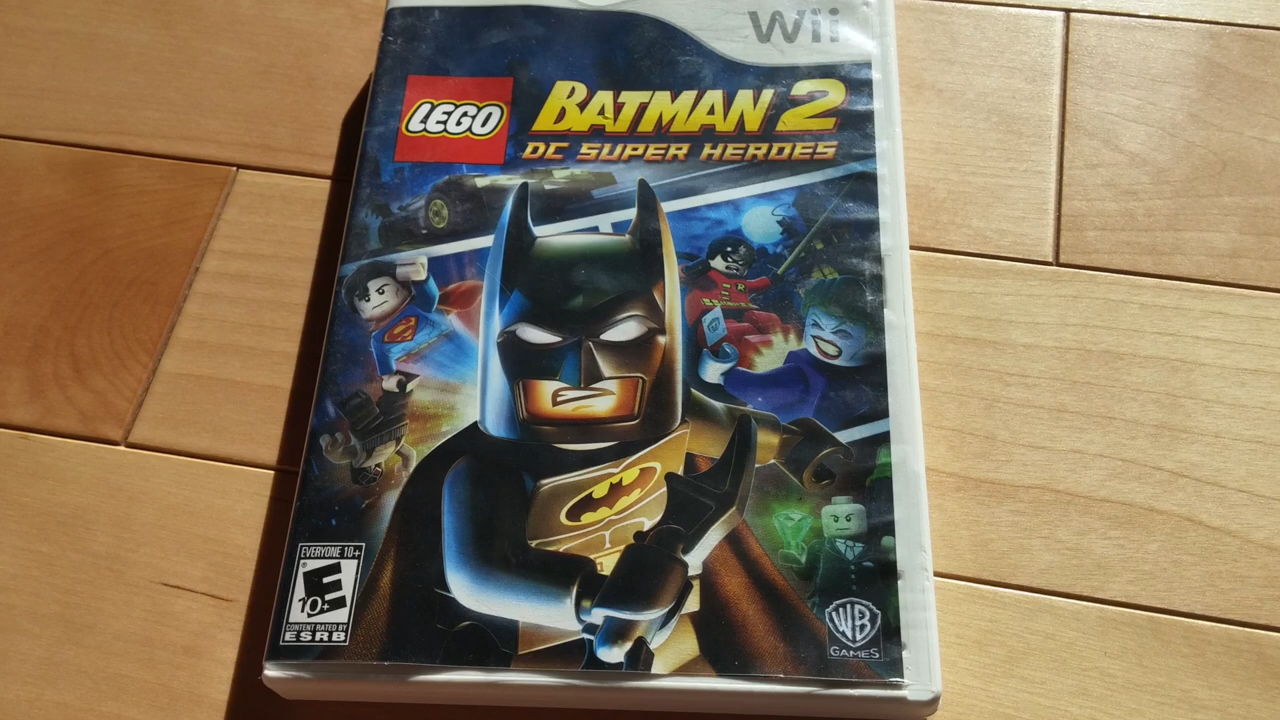 Wii
LEGO
BATMAN 2
DC SUPER HEROES
R
EVERYONE 10+
E
10+
CONTENT RATED BY
ESRB
WB
GAMES